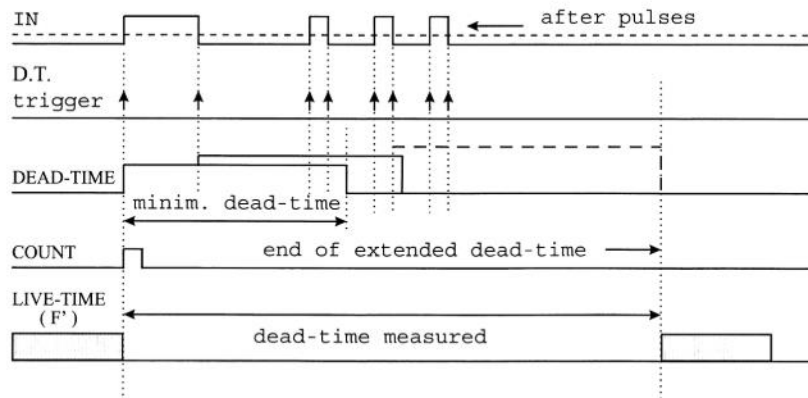 IN
after pulses
D.T.
trigger
DEAD-TIME
minim. dead-time
COUNT
end of extended dead-time
LIVE-TIME
( F' )
dead-time measured